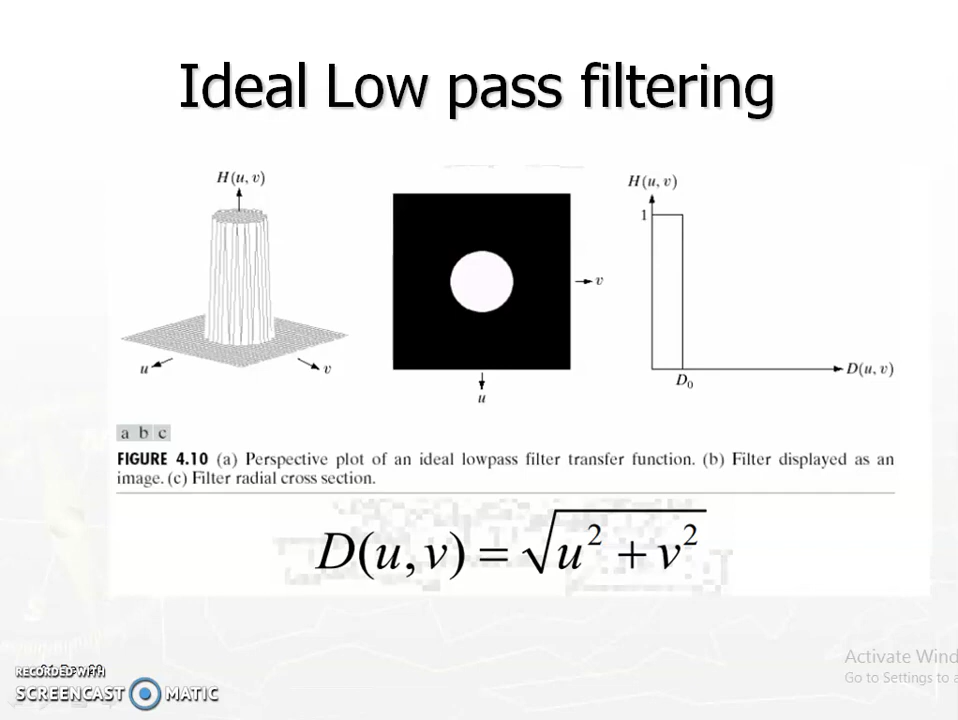 Ideal Low pass filtering
H(u, v)
u
v
v
u
H(u, v)
1
D₀
D(u, v)
a b c
FIGURE 4.10 (a) Perspective plot of an ideal lowpass filter transfer function. (b) Filter displayed as an
image. (c) Filter radial cross section.
D(u, v) = √(u² + v²)
RECORDED WITH
SCREENCAST MATIC
Activate Wind
Go to Settings to a